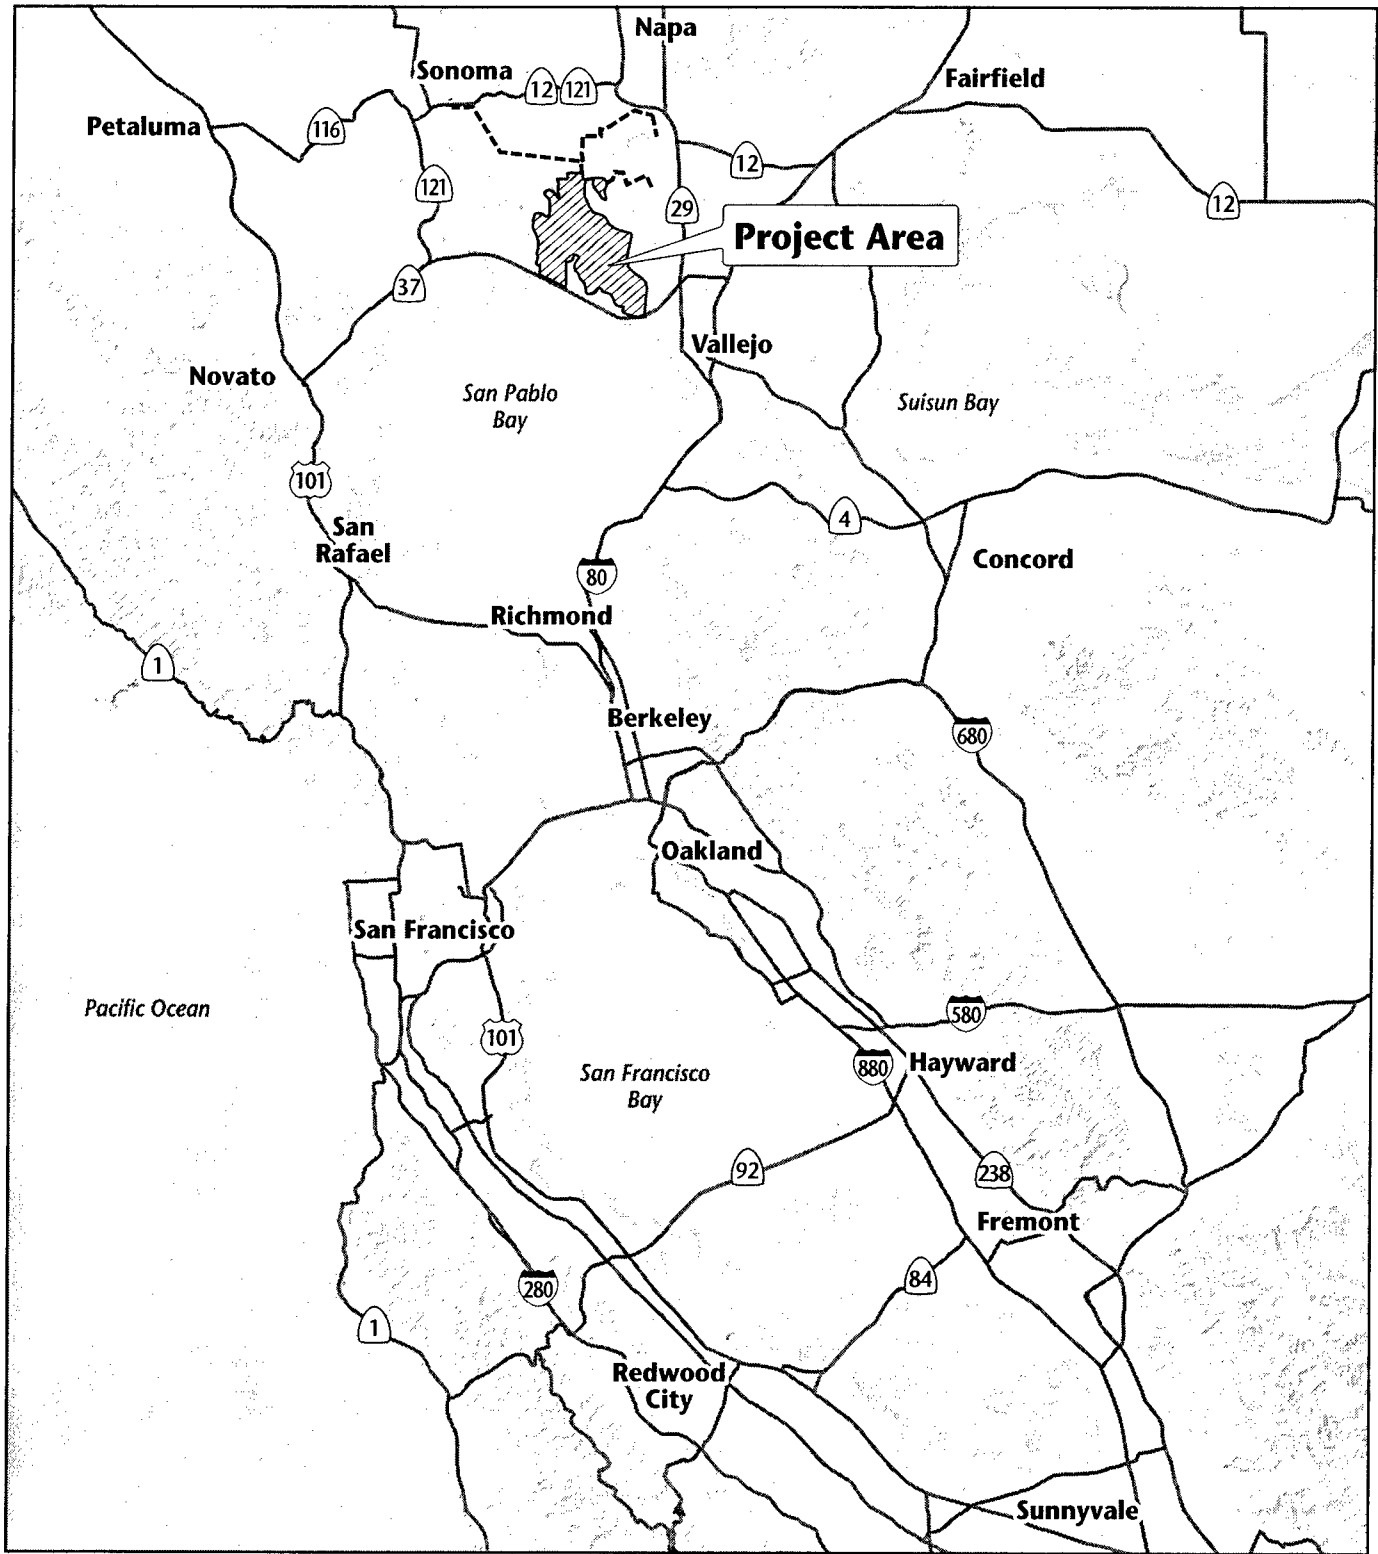 Napa
Sonoma
12
121
Fairfield
Petaluma
116
12
121
29
12
Project Area
37
Vallejo
Novato
San Pablo
Bay
Suisun Bay
101
4
San
Rafael
Concord
80
Richmond
1
Berkeley
680
Oakland
San Francisco
Pacific Ocean
580
101
Hayward
880
San Francisco
Bay
92
238
Fremont
84
280
1
Redwood
City
Sunnyvale